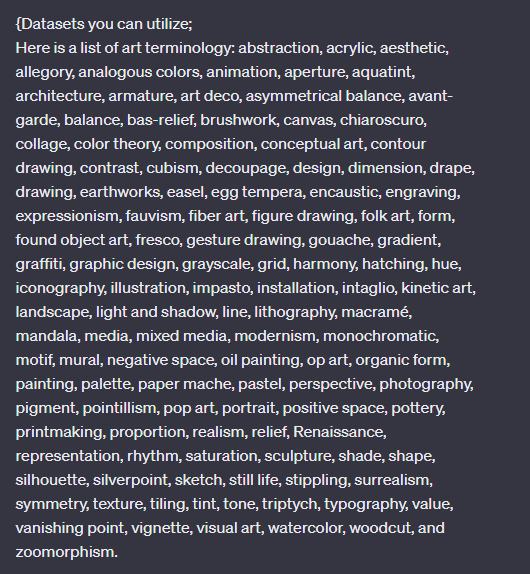 {Datasets you can utilize;
Here is a list of art terminology: abstraction, acrylic, aesthetic,
allegory, analogous colors, animation, aperture, aquatint,
architecture, armature, art deco, asymmetrical balance, avant-
garde, balance, bas-relief, brushwork, canvas, chiaroscuro,
collage, color theory, composition, conceptual art, contour
drawing, contrast, cubism, decoupage, design, dimension, drape,
drawing, earthworks, easel, egg tempera, encaustic, engraving,
expressionism, fauvism, fiber art, figure drawing, folk art, form,
found object art, fresco, gesture drawing, gouache, gradient,
graffiti, graphic design, grayscale, grid, harmony, hatching, hue,
iconography, illustration, impasto, installation, intaglio, kinetic art,
landscape, light and shadow, line, lithography, macramé,
mandala, media, mixed media, modernism, monochromatic,
motif, mural, negative space, oil painting, op art, organic form,
painting, palette, paper mache, pastel, perspective, photography,
pigment, pointillism, pop art, portrait, positive space, pottery,
printmaking, proportion, realism, relief, Renaissance,
representation, rhythm, saturation, sculpture, shade, shape,
silhouette, silverpoint, sketch, still life, stippling, surrealism,
symmetry, texture, tiling, tint, tone, triptych, typography, value,
vanishing point, vignette, visual art, watercolor, woodcut, and
zoomorphism.